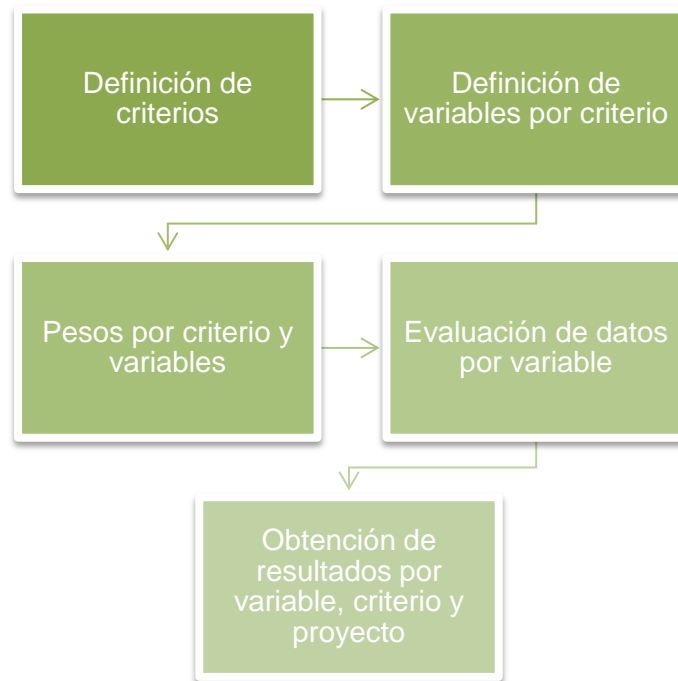 Definición de
criterios
Definición de
variables por criterio
Pesos por criterio y
variables
Evaluación de datos
por variable
Obtención de
resultados por
variable, criterio y
proyecto